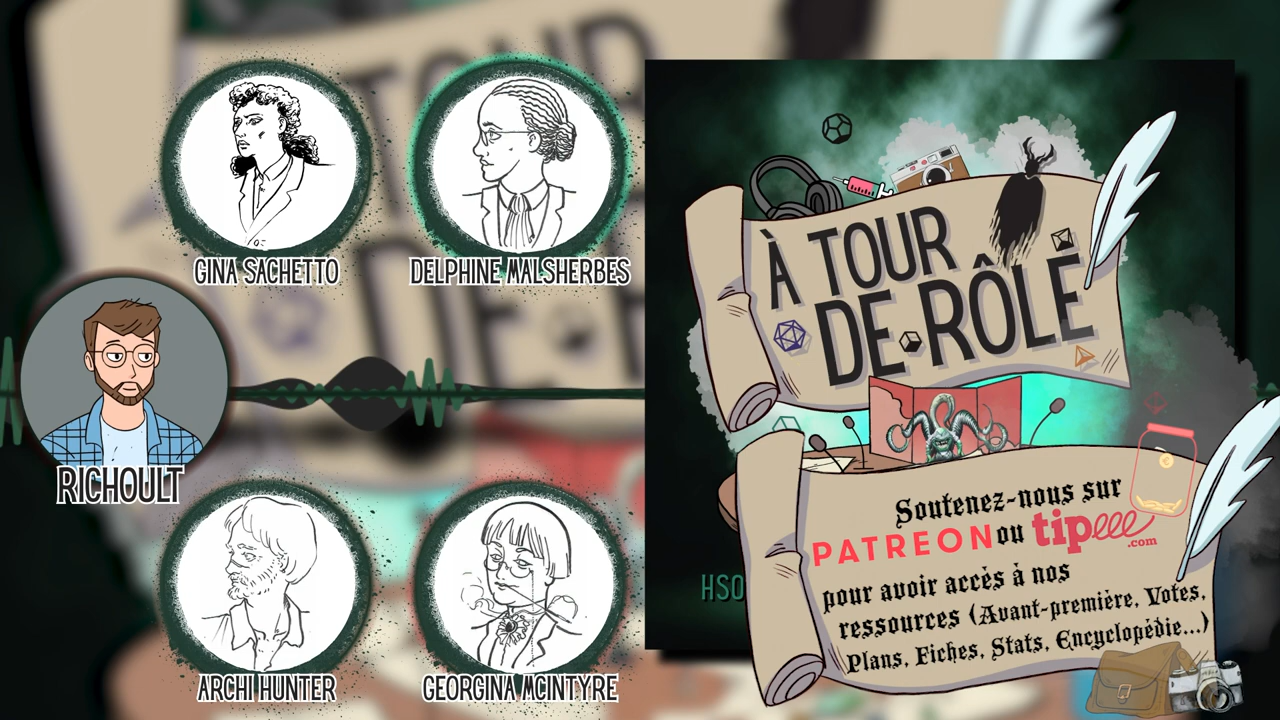 GINA SACHETTO
DELPHINE MALSHERBES
RICHOULT
ARCHI HUNTER
GEORGINA MCINTYRE
À TOUR
DE RÔLE
HSO
Soutenez-nous sur
PATREON ou tipeee.com
pour avoir accès à nos
ressources (Avant-première, Votes,
Plans, Fiches, Stats, Encyclopédie...)